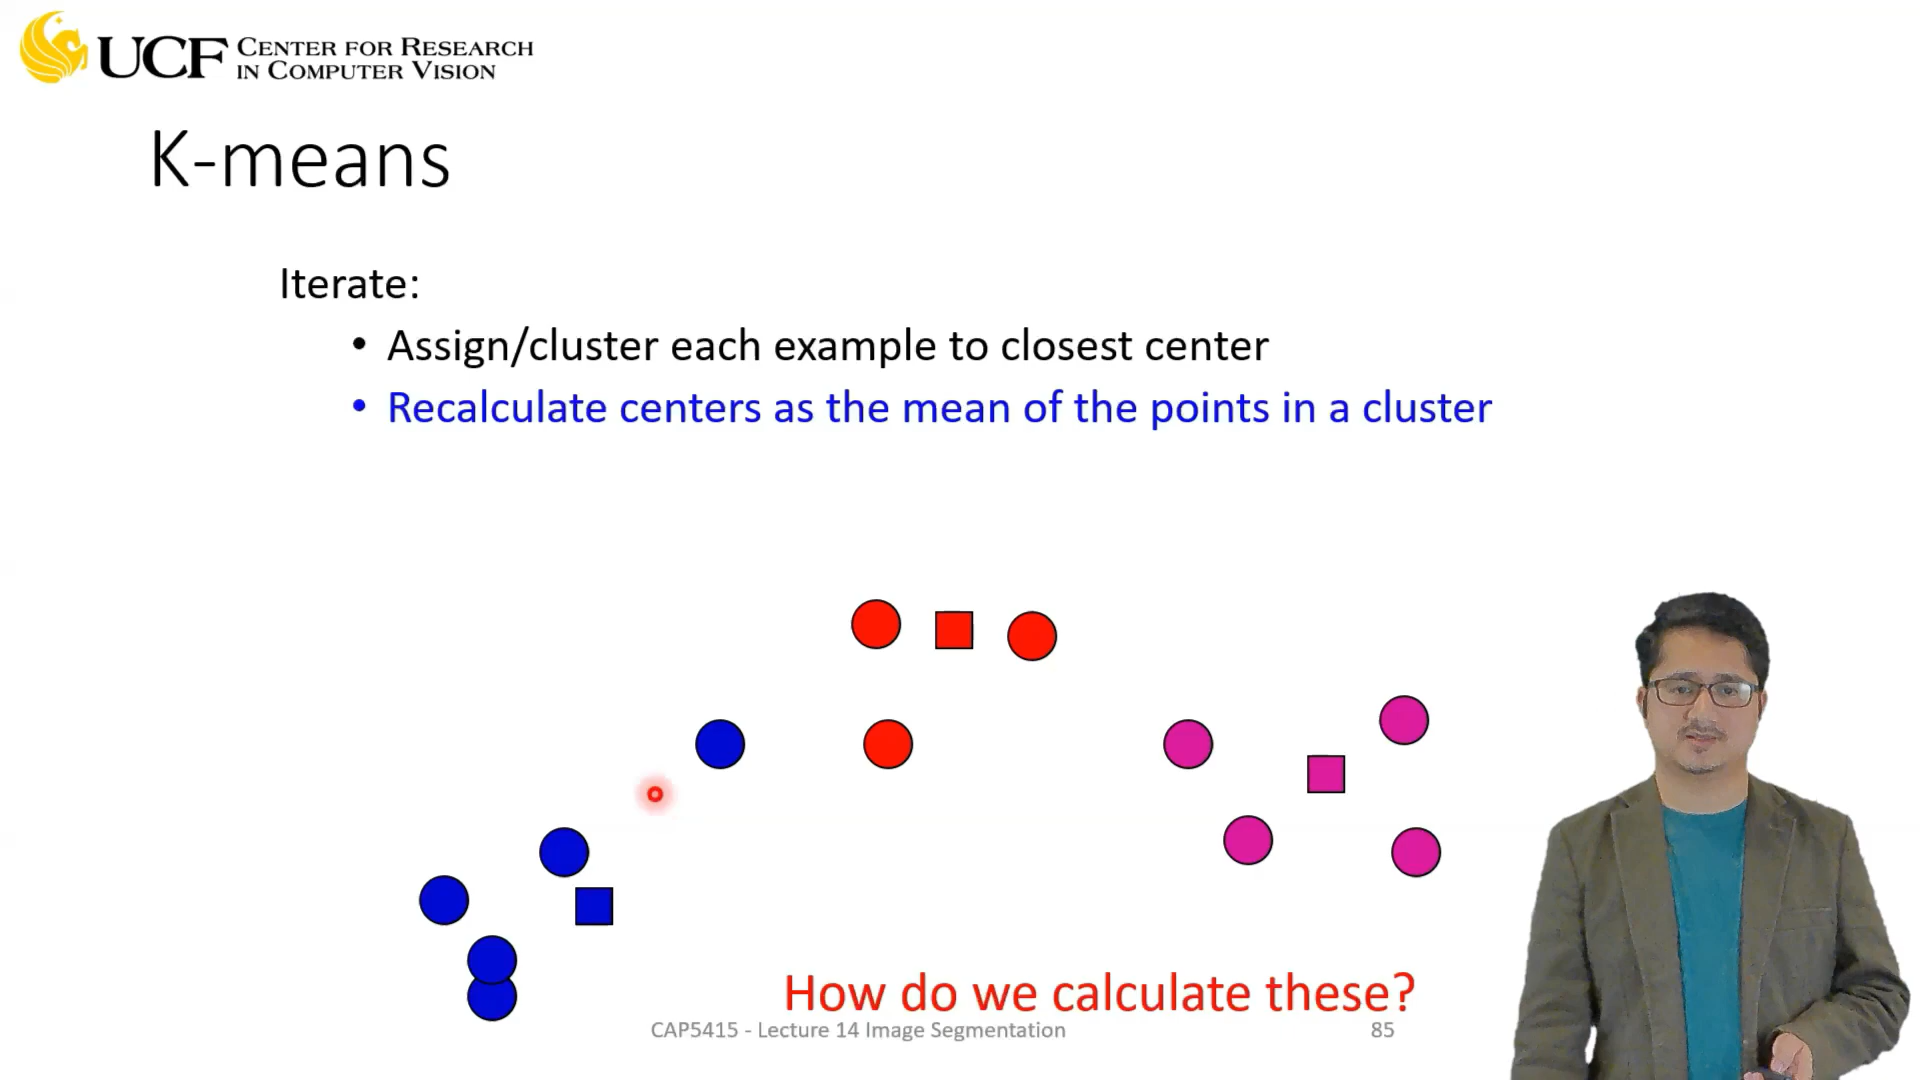 UCF CENTER FOR RESEARCH
IN COMPUTER VISION
K-means
Iterate:
• Assign/cluster each example to closest center
• Recalculate centers as the mean of the points in a cluster
How do we calculate these?
CAP5415 - Lecture 14 Image Segmentation 85